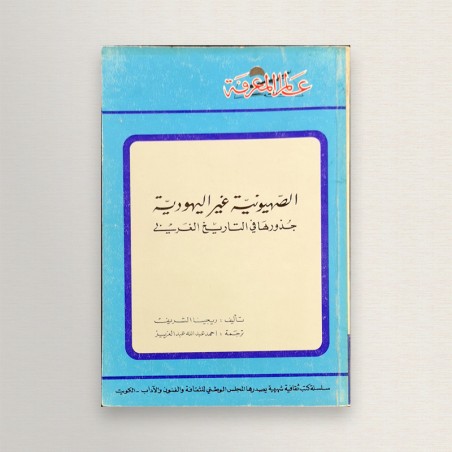 عالم المعرفة
الصهيونية غير اليهودية
جذورها في التاريخ الغربي
تأليف: ريجينا الشريف
ترجمة: احمد عبد الله عبد العزيز
سلسلة كتب ثقافية شهرية يصدرها المجلس الوطني للثقافة والفنون والآداب - الكويت